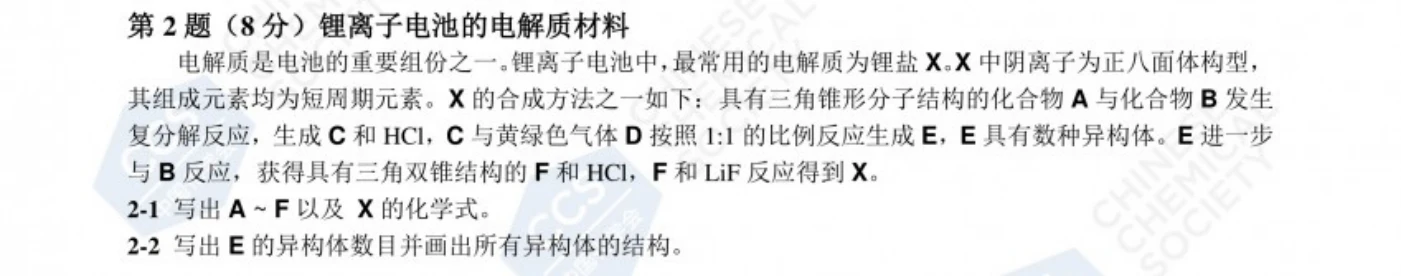 第 2 题（8 分）锂离子电池的电解质材料
电解质是电池的重要组份之一。锂离子电池中，最常用的电解质为锂盐 X。X 中阴离子为正八面体构型，
其组成元素均为短周期元素。X 的合成方法之一如下：具有三角锥形分子结构的化合物 A 与化合物 B 发生
复分解反应，生成 C 和 HCl，C 与黄绿色气体 D 按照 1:1 的比例反应生成 E，E 具有数种异构体。E 进一步
与 B 反应，获得具有三角双锥结构的 F 和 HCl，F 和 LiF 反应得到 X。
2-1 写出 A ~ F 以及 X 的化学式。
2-2 写出 E 的异构体数目并画出所有异构体的结构。
CHINESE
CHEMICAL
SOCIETY
CCS
CCS